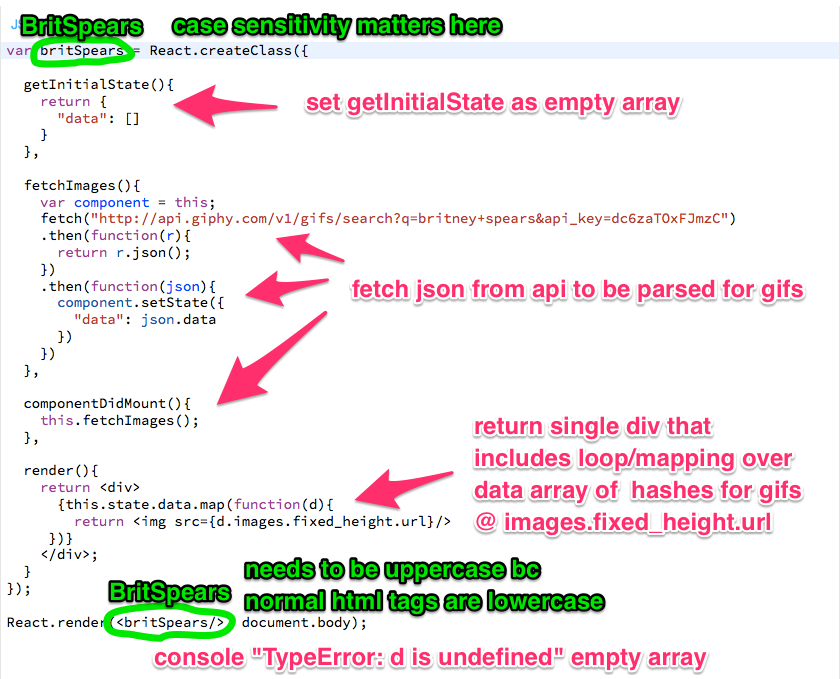 JS
BritSpears case sensitivity matters here
var britSpears = React.createClass({
getInitialState(){
return {
set getInitialState as empty array
"data": []
}
},
fetchImages(){
var component = this;
fetch("http://api.giphy.com/v1/gifs/search?q=britney+spears&api_key=dc6zaTOxFJmzC")
.then(function(r){
return r.json();
})
.then(function(json){
fetch json from api to be parsed for gifs
component.setState({
"data": json.data
})
})
},
componentDidMount(){
this.fetchImages();
},
return single div that
includes loop/mapping over
data array of hashes for gifs
@ images.fixed_height.url
render(){
return <div>
{this.state.data.map(function(d){
return <img src={d.images.fixed_height.url}/>
})}
</div>;
}
});
needs to be uppercase bc
normal html tags are lowercase
BritSpears
React.render(<britSpears/> document.body);
console "TypeError: d is undefined" empty array